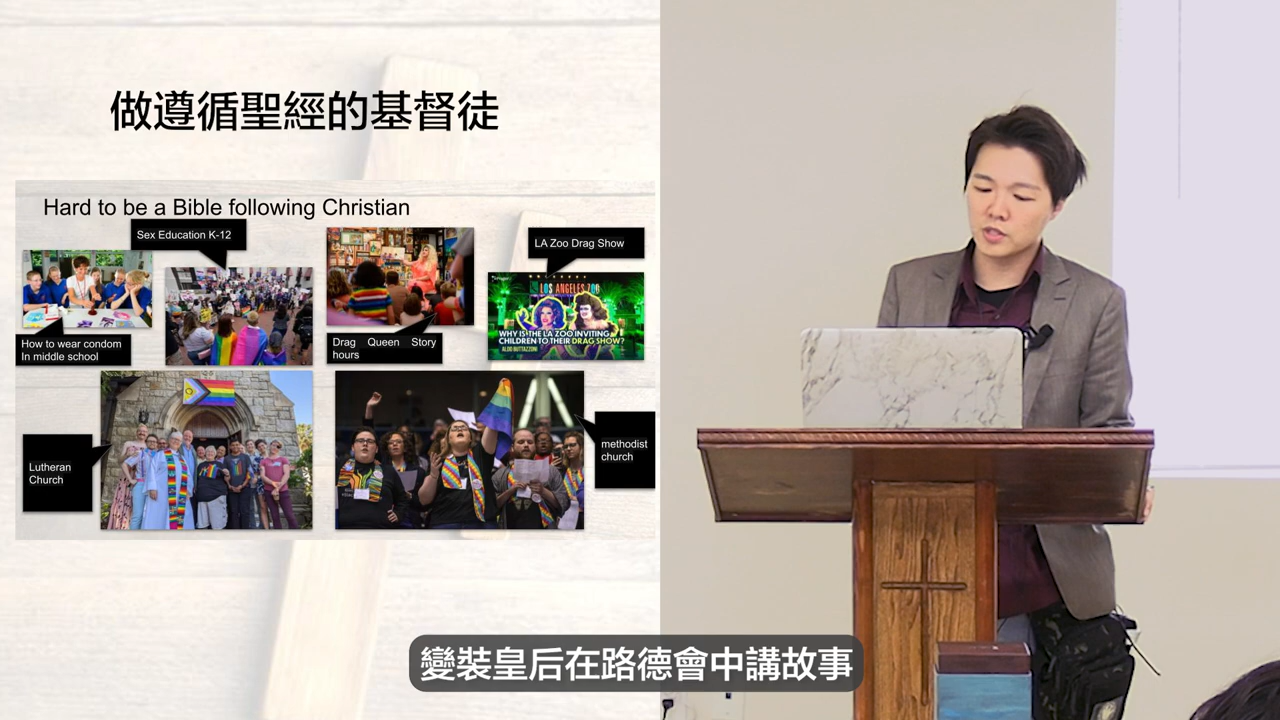 做遵循聖經的基督徒
Hard to be a Bible following Christian
Sex Education K-12
LA Zoo Drag Show
LOS ANGELES ZOO
WHY IS THE LA ZOO INVITING
CHILDREN TO THEIR DRAG SHOW?
ALDO BUTTAZZONI
How to wear condom
In middle school
Drag Queen Story
hours
Lutheran
Church
methodist
church
變裝皇后在路德會中講故事